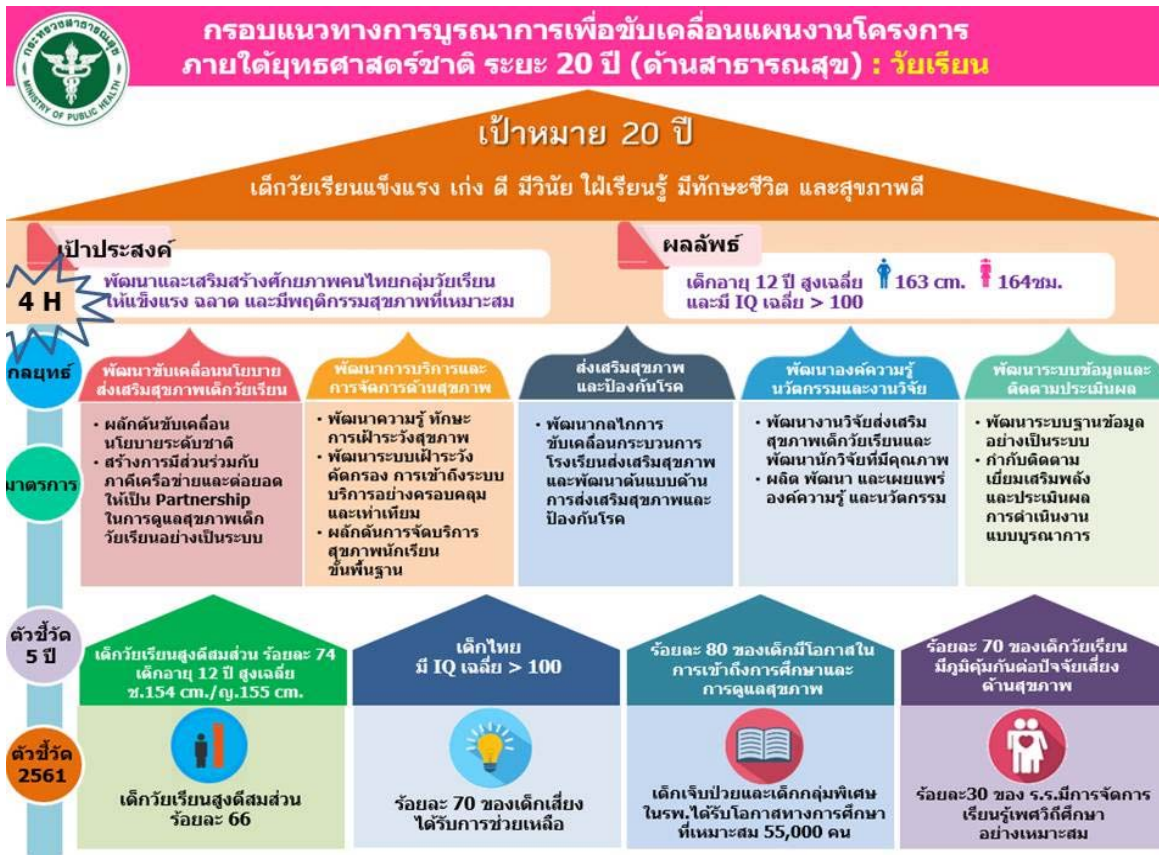 กระทรวงสาธารณสุข
MINISTRY OF PUBLIC HEALTH
กรอบแนวทางการบูรณาการเพื่อขับเคลื่อนแผนงานโครงการ
ภายใต้ยุทธศาสตร์ชาติ ระยะ 20 ปี (ด้านสาธารณสุข) : วัยเรียน
เป้าหมาย 20 ปี
เด็กวัยเรียนแข็งแรง เก่ง ดี มีวินัย ใฝ่เรียนรู้ มีทักษะชีวิต และสุขภาพดี
เป้าประสงค์
พัฒนาและเสริมสร้างศักยภาพคนไทยกลุ่มวัยเรียน
ให้แข็งแรง ฉลาด และมีพฤติกรรมสุขภาพที่เหมาะสม
ผลลัพธ์
เด็กอายุ 12 ปี สูงเฉลี่ย 163 cm. 164ซม.
และมี IQ เฉลี่ย > 100
4 H
กลยุทธ์
พัฒนาขับเคลื่อนนโยบาย
ส่งเสริมสุขภาพเด็กวัยเรียน
พัฒนาการบริการและ
การจัดการด้านสุขภาพ
ส่งเสริมสุขภาพ
และป้องกันโรค
พัฒนาองค์ความรู้
นวัตกรรมและงานวิจัย
พัฒนาระบบข้อมูลและ
ติดตามประเมินผล
มาตรการ
• ผลักดันขับเคลื่อน
นโยบายระดับชาติ
• สร้างการมีส่วนร่วมกับ
ภาคีเครือข่ายและต่อยอด
ให้เป็น Partnership
ในการดูแลสุขภาพเด็ก
วัยเรียนอย่างเป็นระบบ
• พัฒนาความรู้ ทักษะ
การเฝ้าระวังสุขภาพ
• พัฒนาระบบเฝ้าระวัง
คัดกรอง การเข้าถึงระบบ
บริการอย่างครอบคลุม
และเท่าเทียม
• ผลักดันการจัดบริการ
สุขภาพนักเรียน
ขั้นพื้นฐาน
• พัฒนากลไกการ
ขับเคลื่อนกระบวนการ
โรงเรียนส่งเสริมสุขภาพ
และพัฒนาต้นแบบด้าน
การส่งเสริมสุขภาพและ
ป้องกันโรค
• พัฒนางานวิจัยส่งเสริม
สุขภาพเด็กวัยเรียนและ
พัฒนานักวิจัยที่มีคุณภาพ
• ผลิต พัฒนา และเผยแพร่
องค์ความรู้ และนวัตกรรม
• พัฒนาระบบฐานข้อมูล
อย่างเป็นระบบ
• กำกับติดตาม
เยี่ยมเสริมพลัง
และประเมินผล
การดำเนินงาน
แบบบูรณาการ
ตัวชี้วัด
5 ปี
เด็กวัยเรียนสูงดีสมส่วน ร้อยละ 74
เด็กอายุ 12 ปี สูงเฉลี่ย
ช.154 cm./ญ.155 cm.
เด็กไทย
มี IQ เฉลี่ย > 100
ร้อยละ 80 ของเด็กมีโอกาสใน
การเข้าถึงการศึกษาและ
การดูแลสุขภาพ
ร้อยละ 70 ของเด็กวัยเรียน
มีภูมิคุ้มกันต่อปัจจัยเสี่ยง
ด้านสุขภาพ
ตัวชี้วัด
2561
เด็กวัยเรียนสูงดีสมส่วน
ร้อยละ 66
ร้อยละ 70 ของเด็กเสี่ยง
ได้รับการช่วยเหลือ
เด็กเจ็บป่วยและเด็กกลุ่มพิเศษ
ในรพ.ได้รับโอกาสทางการศึกษา
ที่เหมาะสม 55,000 คน
ร้อยละ30 ของ ร.ร.มีการจัดการ
เรียนรู้เพศวิถีศึกษา
อย่างเหมาะสม